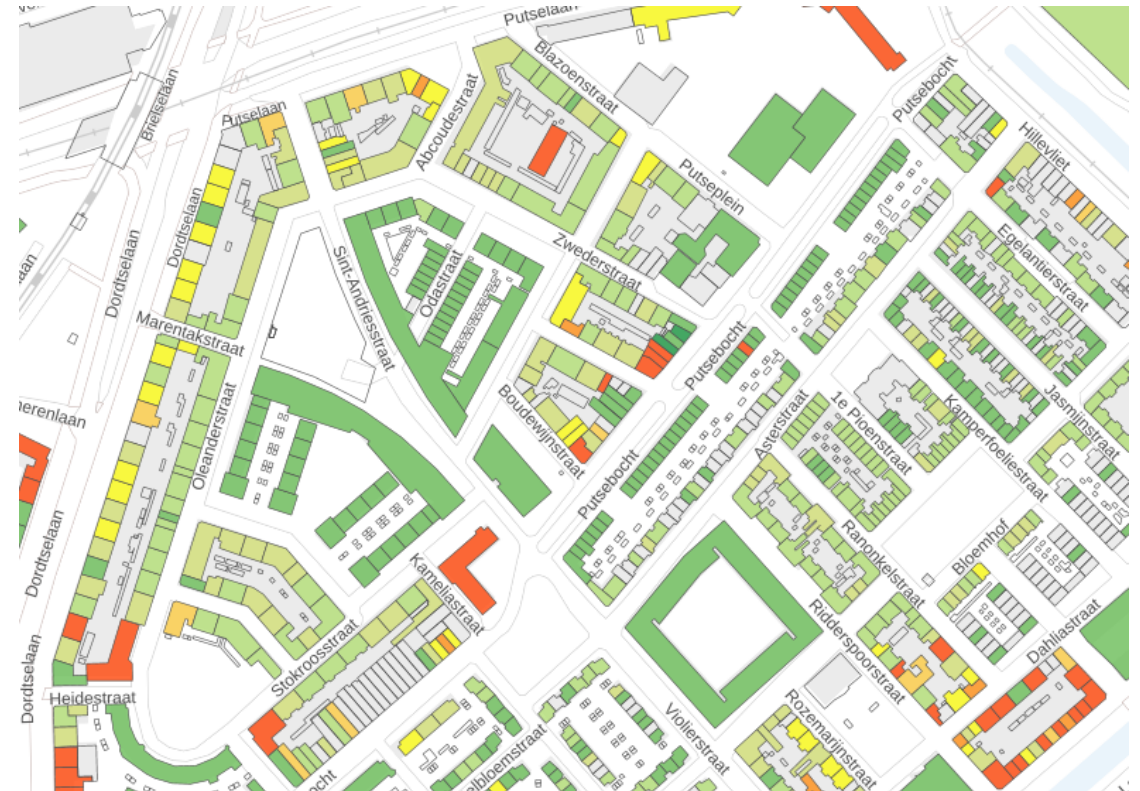 Putselaan
Blazoenstraat
Brielselaan
Putselaan
Abcoudestraat
Putsebocht
Hillevliet
Putseplein
Dordtselaan
Dordtselaan
Zwederstraat
Egelantierstraat
Sint-Andriesstraat
Odastraat
Marentakstraat
Putsebocht
Oleanderstraat
Boudewijnstraat
Asterstraat
1e Pioenstraat
Jasmijnstraat
Kamperfoeliestraat
Putsebocht
Dordtselaan
Kameliastraat
Ranonkelstraat
Bloemhof
Stokroosstraat
Ridderspoorstraat
Dahliastraat
Dordtselaan
Heidestraat
Violierstraat
Rozemarijnstraat